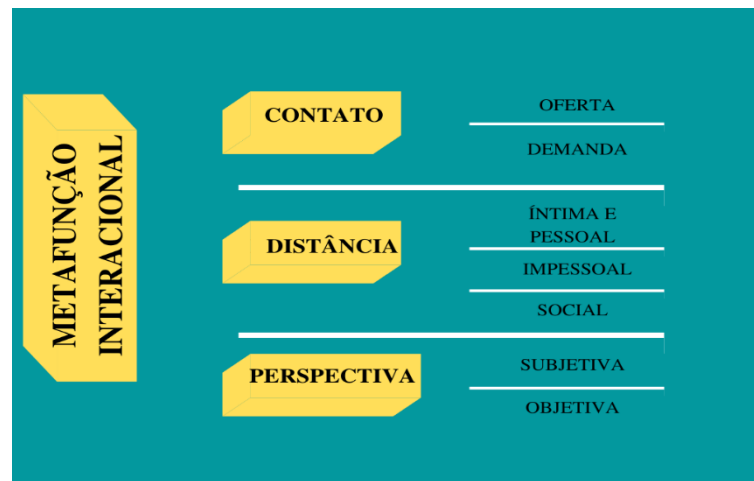 METAFUNÇÃO
INTERACIONAL
CONTATO
OFERTA
DEMANDA
DISTÂNCIA
ÍNTIMA E
PESSOAL
IMPESSOAL
SOCIAL
PERSPECTIVA
SUBJETIVA
OBJETIVA